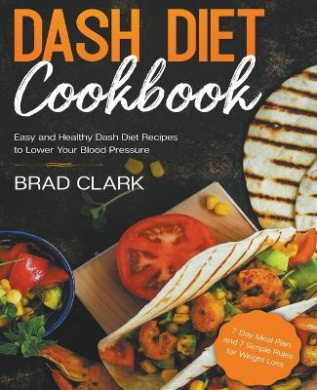 DASH DIET
Cookbook
Easy and Healthy Dash Diet Recipes
to Lower Your Blood Pressure
BRAD CLARK
7-Day Meal Plan
and 7 Simple Rules
for Weight Loss